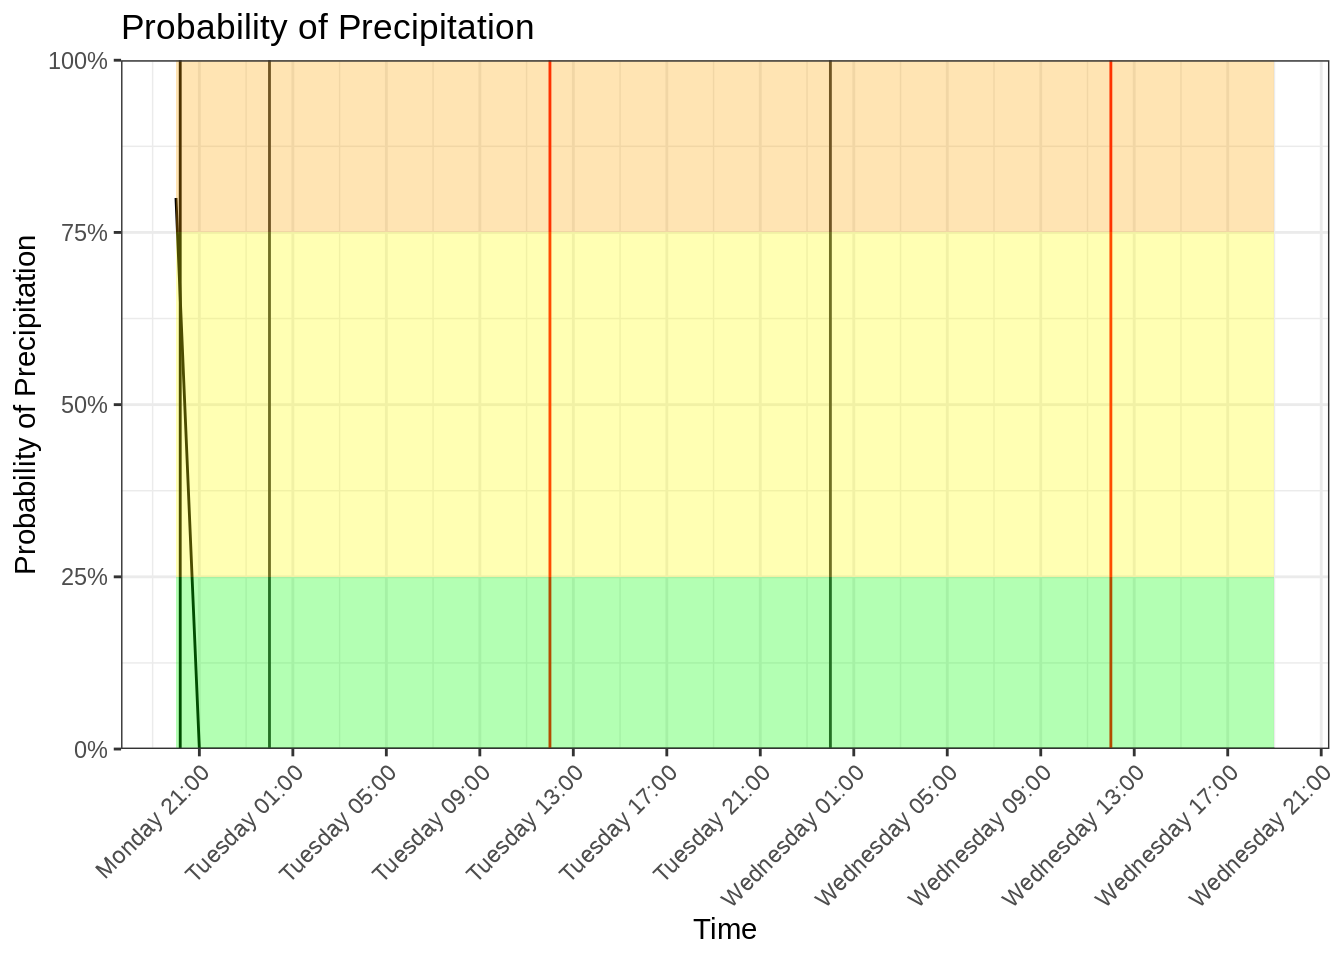 Probability of Precipitation
Probability of Precipitation
100%
75%
50%
25%
0%
Monday 21:00
Tuesday 01:00
Tuesday 05:00
Tuesday 09:00
Tuesday 13:00
Tuesday 17:00
Tuesday 21:00
Wednesday 01:00
Wednesday 05:00
Wednesday 09:00
Wednesday 13:00
Wednesday 17:00
Wednesday 21:00
Time